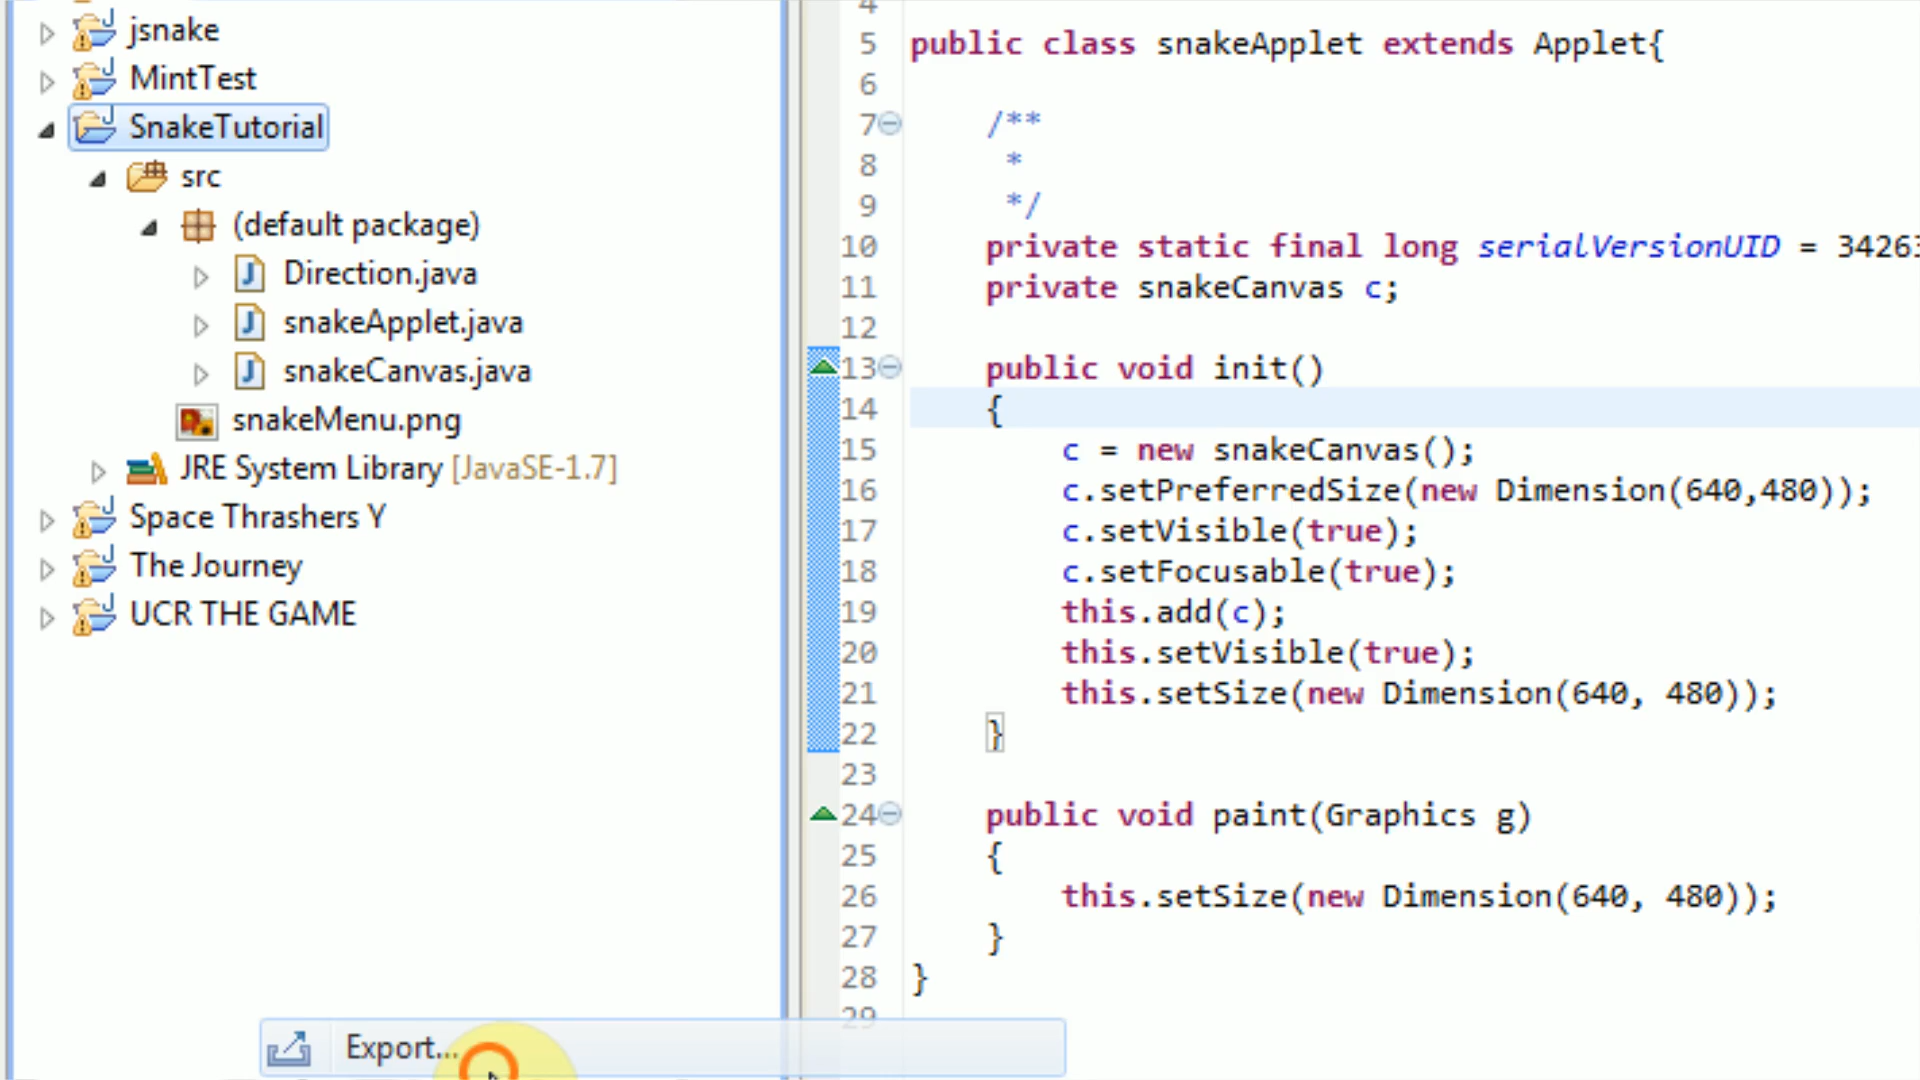 jsnake
MintTest
SnakeTutorial
src
(default package)
Direction.java
snakeApplet.java
snakeCanvas.java
snakeMenu.png
JRE System Library [JavaSE-1.7]
Space Thrashers Y
The Journey
UCR THE GAME
4
5 public class snakeApplet extends Applet{
6
7 /**
8 *
9 */
10 private static final long serialVersionUID = 34263
11 private snakeCanvas c;
12
13 public void init()
14 {
15 c = new snakeCanvas();
16 c.setPreferredSize(new Dimension(640,480));
17 c.setVisible(true);
18 c.setFocusable(true);
19 this.add(c);
20 this.setVisible(true);
21 this.setSize(new Dimension(640, 480));
22 }
23
24 public void paint(Graphics g)
25 {
26 this.setSize(new Dimension(640, 480));
27 }
28 }
29
Export...